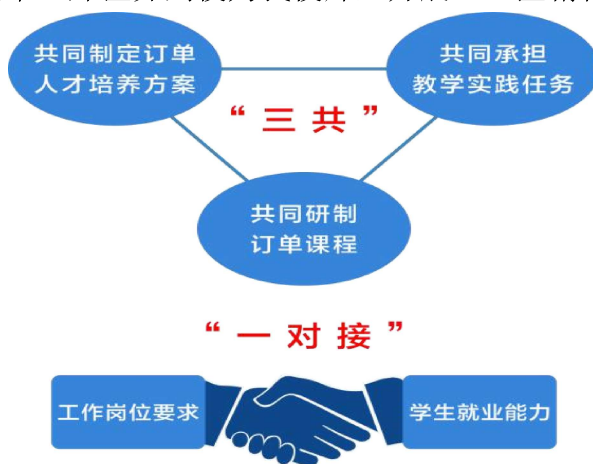 共同制定订单
人才培养方案
共同承担
教学实践任务
“三共”
共同研制
订单课程
“一对接”
工作岗位要求
学生就业能力